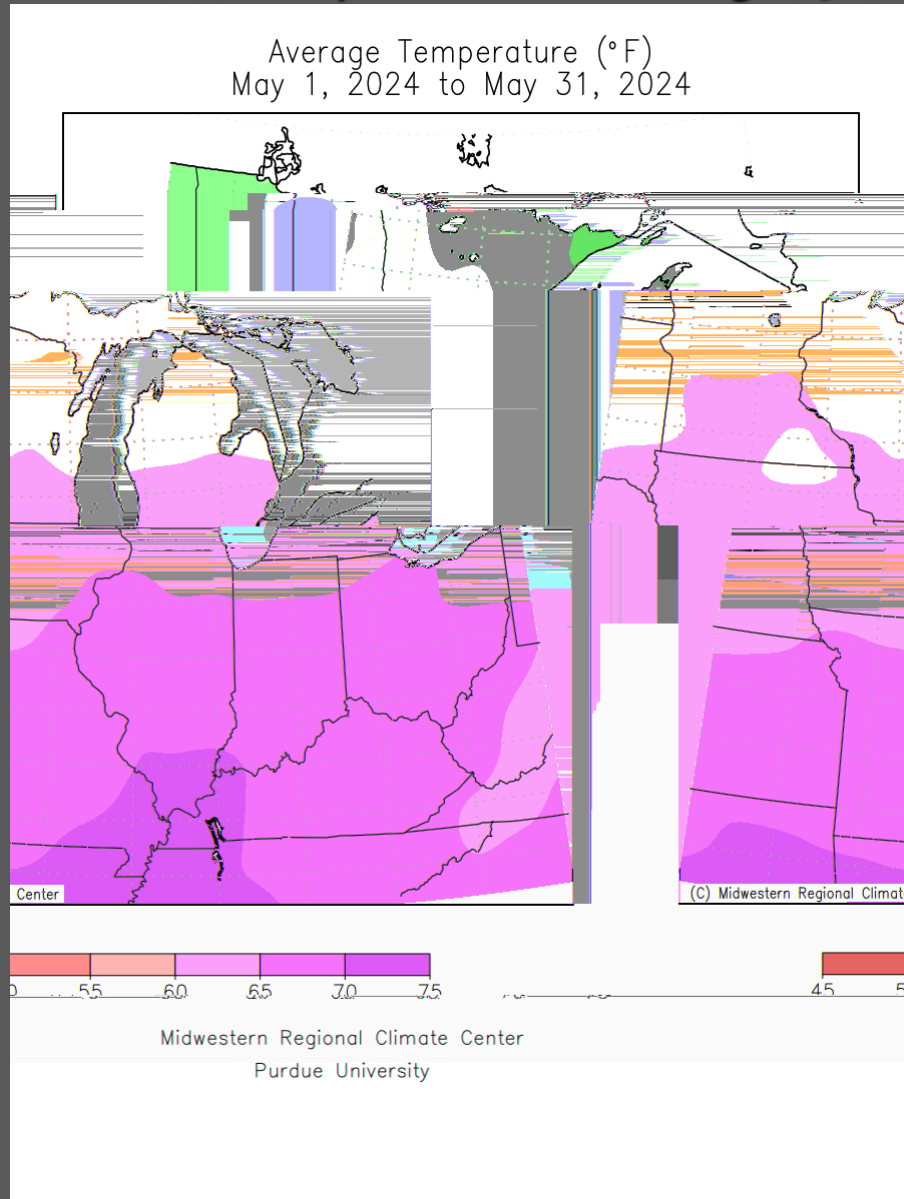 Average Temperature (°F)
May 1, 2024 to May 31, 2024
Center
(C) Midwestern Regional Climat
55 60 65 70 75
45
Midwestern Regional Climate Center
Purdue University